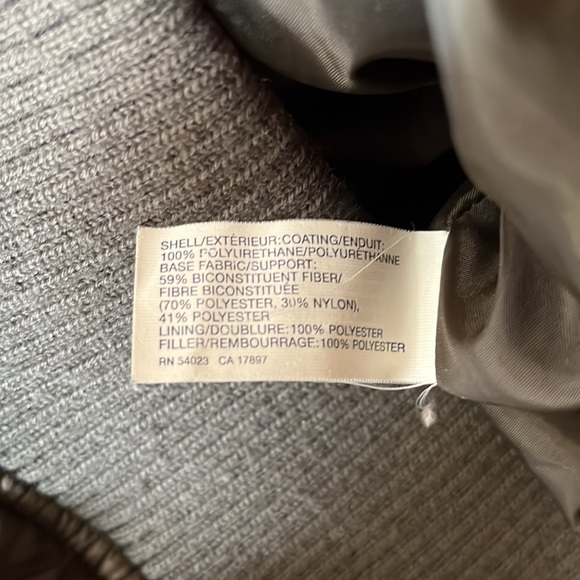 SHELL/EXTÉRIEUR:COATING/ENDUIT:
100% POLYURETHANE/POLYURÉTHANNE
BASE FABRIC/SUPPORT:
59% BICONSTITUENT FIBER/
FIBRE BICONSTITUÉE
(70% POLYESTER, 30% NYLON),
41% POLYESTER
LINING/DOUBLURE:100% POLYESTER
FILLER/REMBOURRAGE:100% POLYESTER
RN 54023 CA 17897